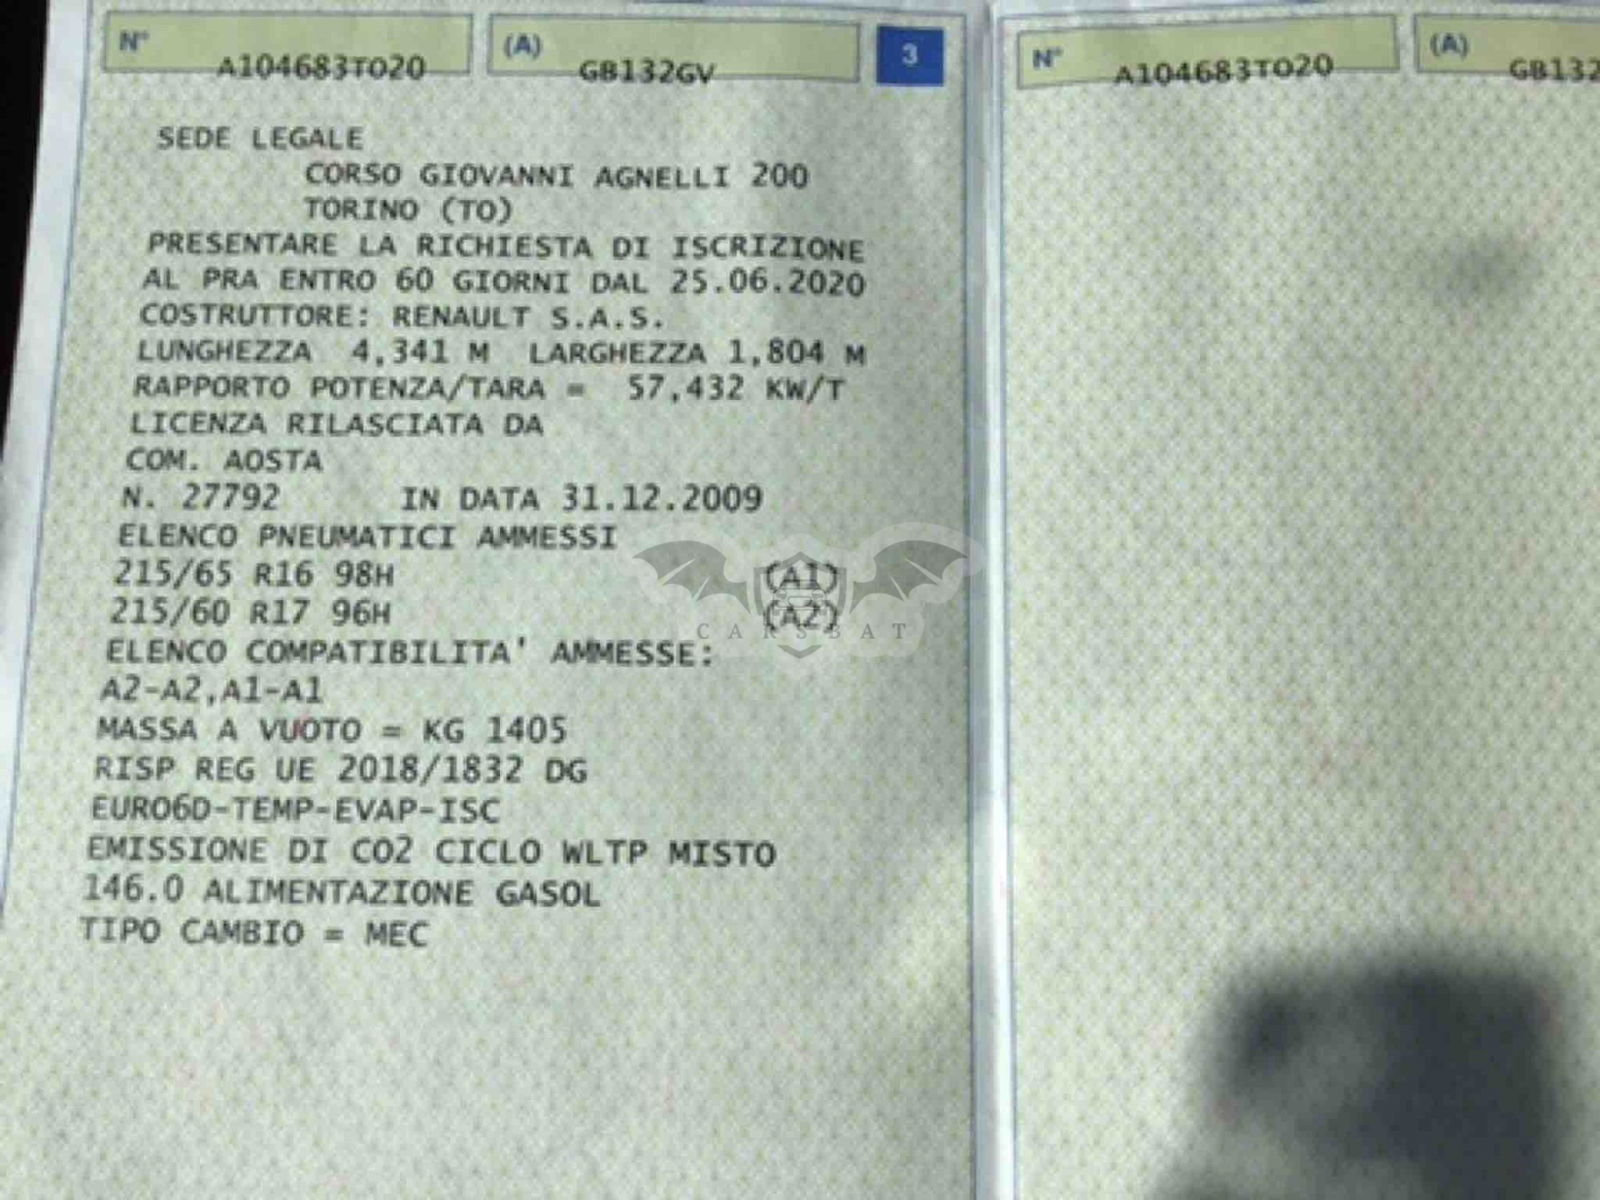 N° A104683TO20 (A) GB132GV 3
SEDE LEGALE
CORSO GIOVANNI AGNELLI 200
TORINO (TO)
PRESENTARE LA RICHIESTA DI ISCRIZIONE
AL PRA ENTRO 60 GIORNI DAL 25.06.2020
COSTRUTTORE: RENAULT S.A.S.
LUNGHEZZA 4,341 M LARGHEZZA 1,804 M
RAPPORTO POTENZA/TARA = 57,432 KW/T
LICENZA RILASCIATA DA
COM. AOSTA
N. 27792 IN DATA 31.12.2009
ELENCO PNEUMATICI AMMESSI
215/65 R16 98H (A1)
215/60 R17 96H (A2)
CARSBAT
ELENCO COMPATIBILITA' AMMESSE:
A2-A2,A1-A1
MASSA A VUOTO = KG 1405
RISP REG UE 2018/1832 DG
EURO6D-TEMP-EVAP-ISC
EMISSIONE DI CO2 CICLO WLTP MISTO
146.0 ALIMENTAZIONE GASOL
TIPO CAMBIO = MEC
N° A104683TO20 (A) GB132